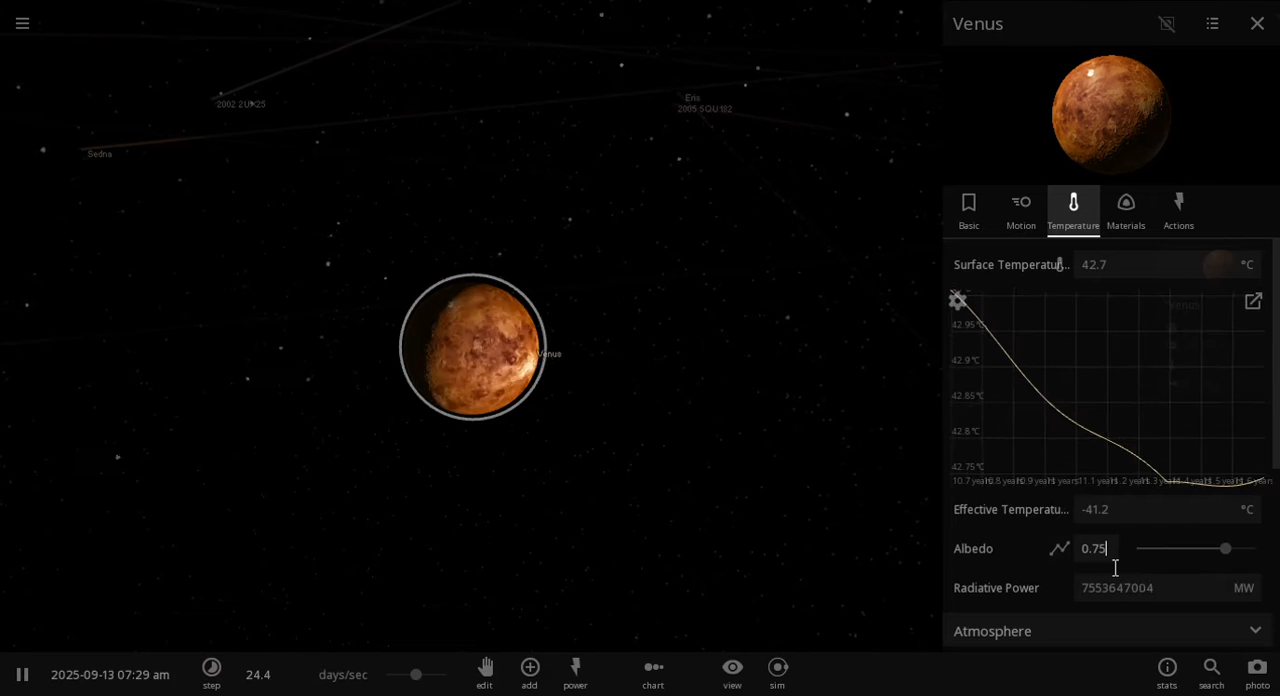 Venus
2002 2UX25
Eris
2005 SQU182
Sedna
Venus
Basic
Motion
Temperature
Materials
Actions
Surface Temperatur... 42.7 °C
Venus
42.95°C
42.9°C
42.85°C
42.8°C
42.75°C
Effective Temperatu... -41.2 °C
Albedo 0.75
Radiative Power 7553647004 MW
Atmosphere
2025-09-13 07:29 am
step
24.4 days/sec
edit
add
power
chart
view
sim
stats
search
photo